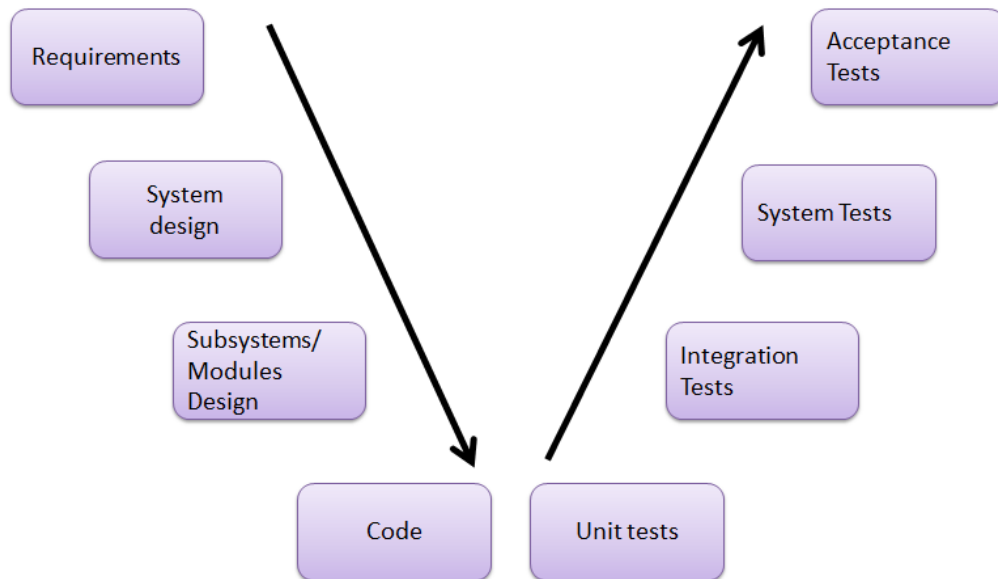 Requirements
Acceptance
Tests
System
design
System Tests
Subsystems/
Modules
Design
Integration
Tests
Code
Unit tests